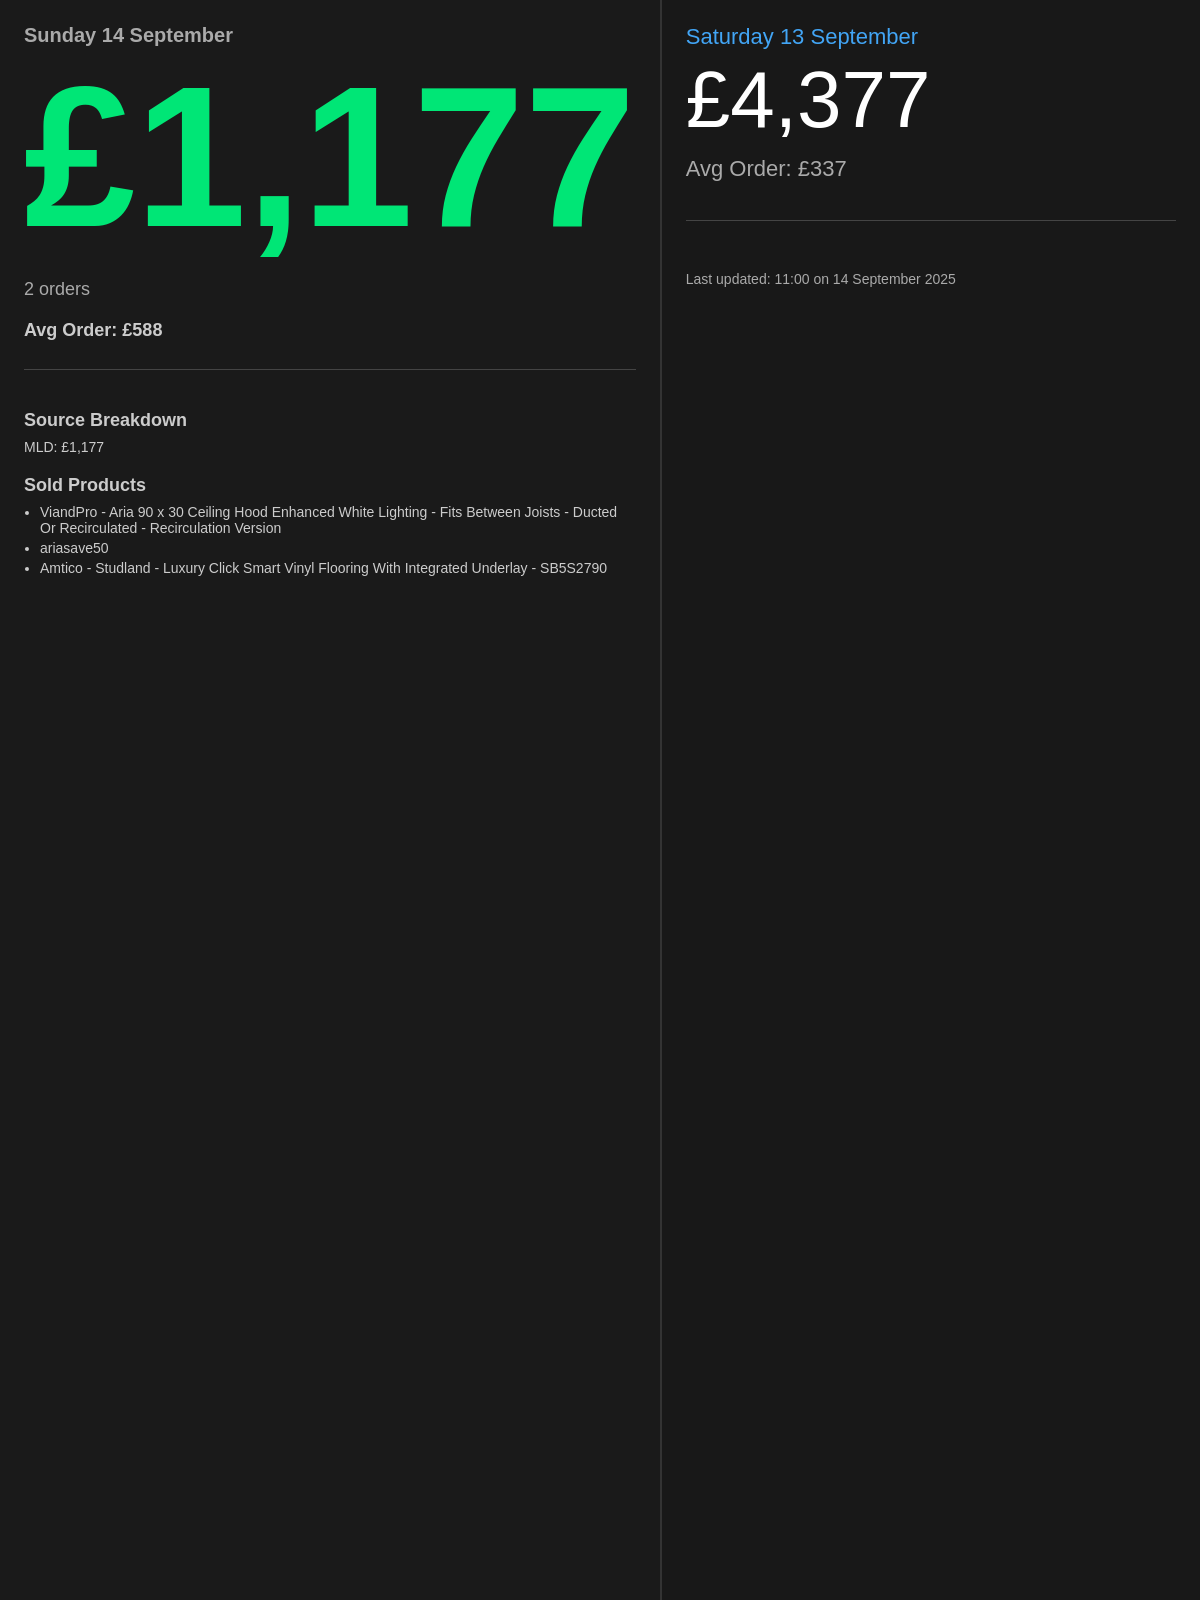 Sunday 14 September
£1,177
2 orders
Avg Order: £588
Source Breakdown
MLD: £1,177
Sold Products
• ViandPro - Aria 90 x 30 Ceiling Hood Enhanced White Lighting - Fits Between Joists - Ducted
Or Recirculated - Recirculation Version
• ariasave50
• Amtico - Studland - Luxury Click Smart Vinyl Flooring With Integrated Underlay - SB5S2790
Saturday 13 September
£4,377
Avg Order: £337
Last updated: 11:00 on 14 September 2025